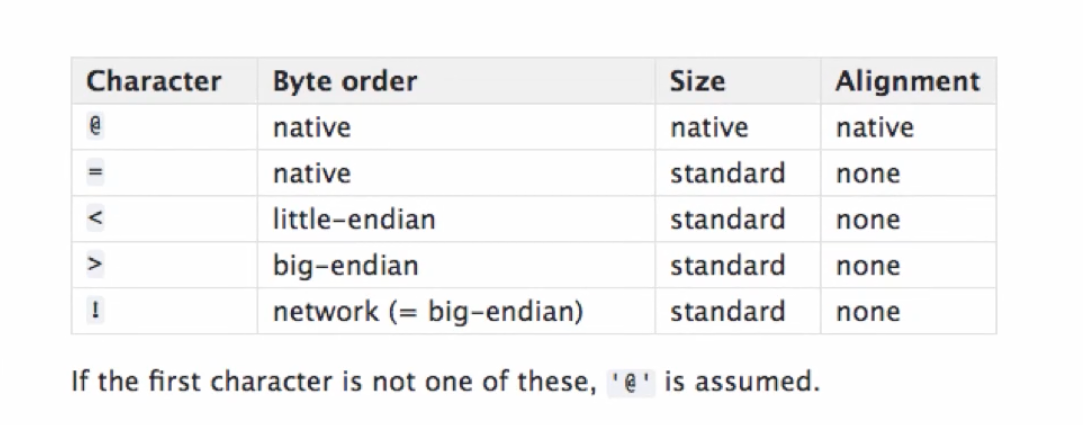 Character Byte order Size Alignment
@ native native native
= native standard none
< little-endian standard none
> big-endian standard none
! network (= big-endian) standard none
If the first character is not one of these, '@' is assumed.